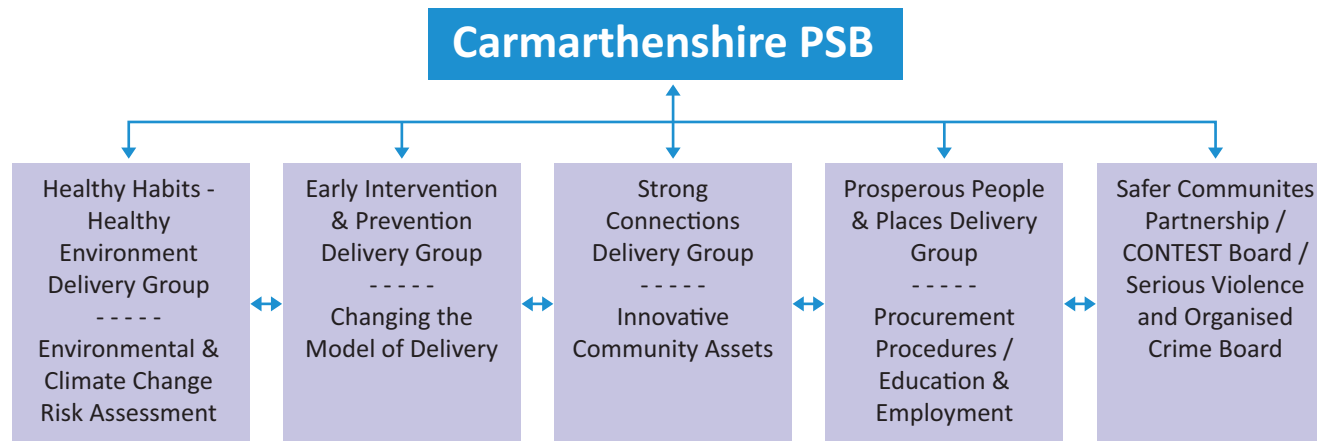 Carmarthenshire PSB
Healthy Habits -
Healthy
Environment
Delivery Group
- - - - -
Environmental &
Climate Change
Risk Assessment
Early Intervention
& Prevention
Delivery Group
- - - - -
Changing the
Model of Delivery
Strong
Connections
Delivery Group
- - - - -
Innovative
Community Assets
Prosperous People
& Places Delivery
Group
- - - - -
Procurement
Procedures /
Education &
Employment
Safer Communites
Partnership /
CONTEST Board /
Serious Violence
and Organised
Crime Board